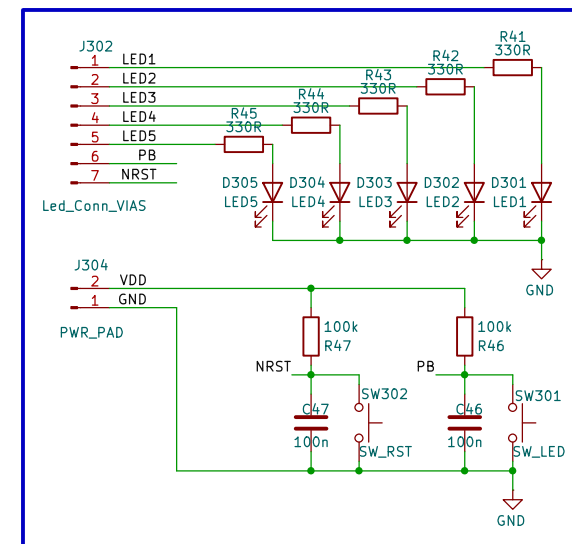 R41
330R
R42
330R
R43
330R
R44
330R
R45
330R
J302
1 LED1
2 LED2
3 LED3
4 LED4
5 LED5
6 PB
7 NRST
Led_Conn_VIAS
D305 D304 D303 D302 D301
LED5 LED4 LED3 LED2 LED1
GND
J304
2 VDD
1 GND
PWR_PAD
100k
R47
100k
R46
NRST
PB
SW302
SW301
C47
100n
C46
100n
SW_RST
SW_LED
GND